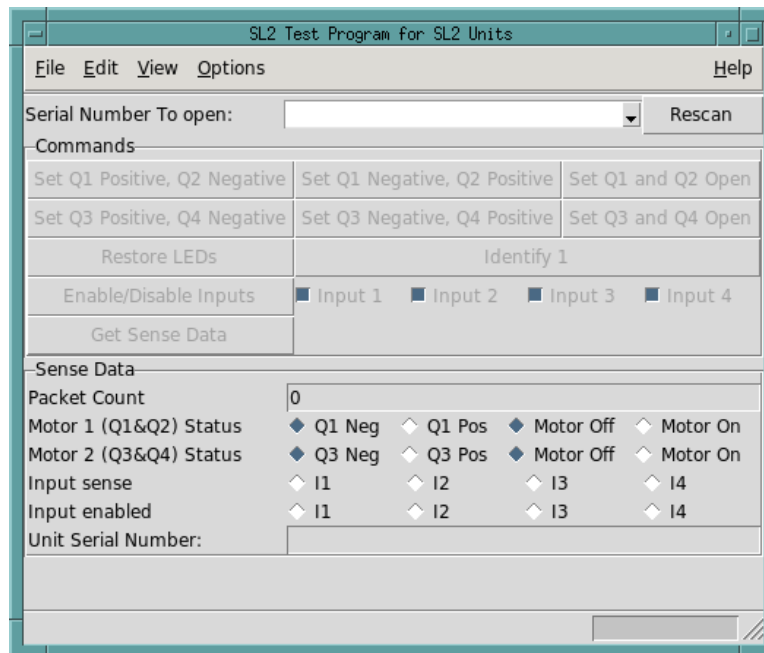 SL2 Test Program for SL2 Units
File Edit View Options Help
Serial Number To open: Rescan
Commands
Set Q1 Positive, Q2 Negative Set Q1 Negative, Q2 Positive Set Q1 and Q2 Open
Set Q3 Positive, Q4 Negative Set Q3 Negative, Q4 Positive Set Q3 and Q4 Open
Restore LEDs Identify 1
Enable/Disable Inputs Input 1 Input 2 Input 3 Input 4
Get Sense Data
Sense Data
Packet Count 0
Motor 1 (Q1&Q2) Status Q1 Neg Q1 Pos Motor Off Motor On
Motor 2 (Q3&Q4) Status Q3 Neg Q3 Pos Motor Off Motor On
Input sense I1 I2 I3 I4
Input enabled I1 I2 I3 I4
Unit Serial Number: